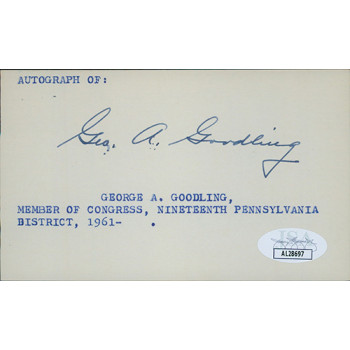 AUTOGRAPH OF:
Geo. A. Goodling
GEORGE A. GOODLING,
MEMBER OF CONGRESS, NINETEENTH PENNSYLVANIA
DISTRICT, 1961- .
JSA
AL28697